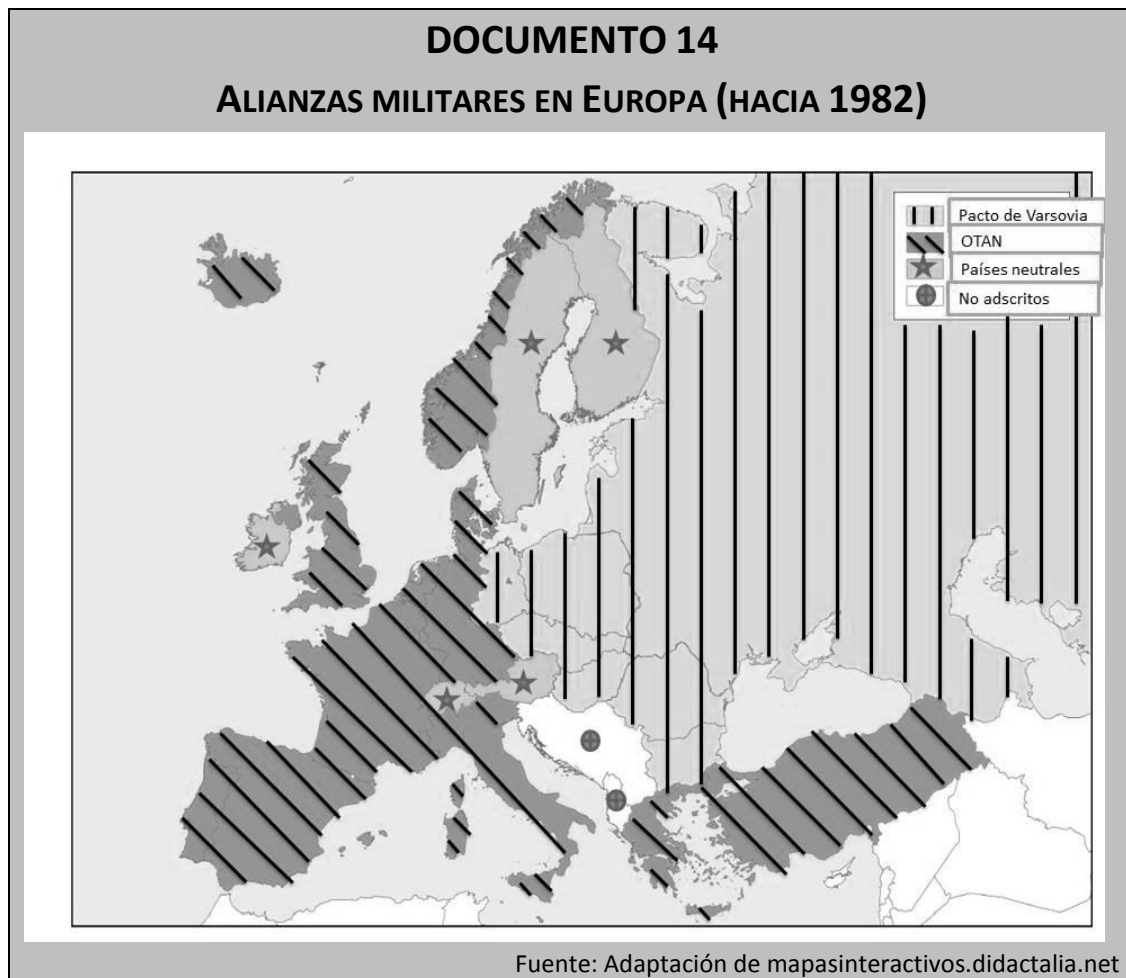 DOCUMENTO 14
ALIANZAS MILITARES EN EUROPA (HACIA 1982)
Pacto de Varsovia
OTAN
Países neutrales
No adscritos
Fuente: Adaptación de mapasinteractivos.didactalia.net